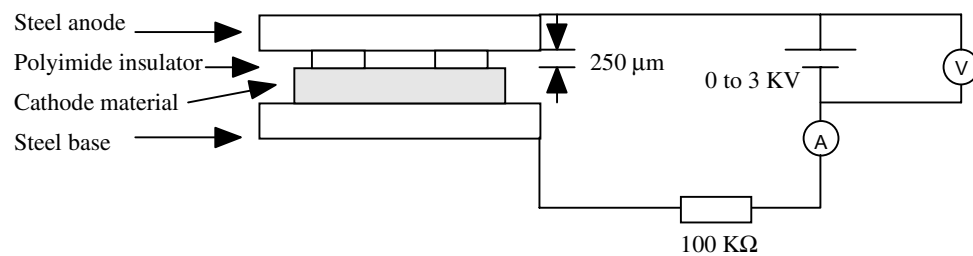 Steel anode
Polyimide insulator
Cathode material
Steel base
250 μm
0 to 3 KV
V
A
100 KΩ